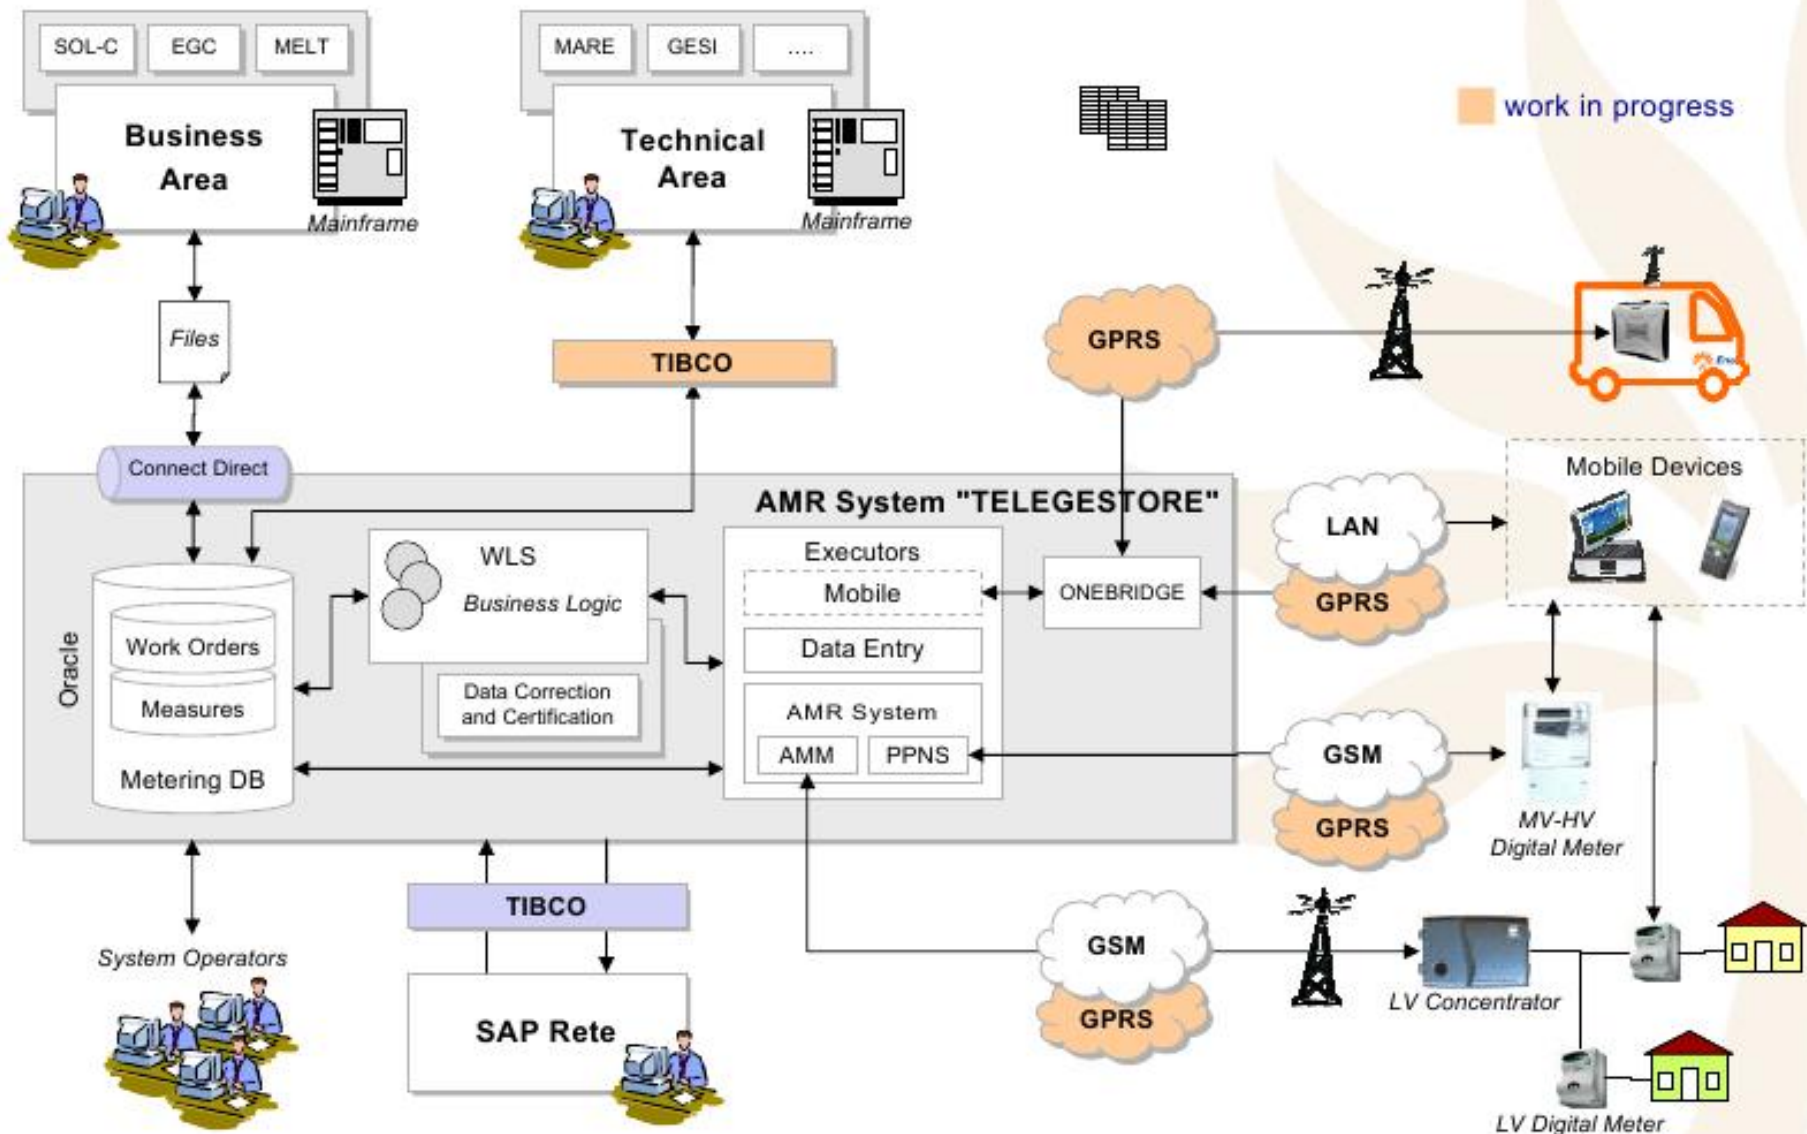 SOL-C
EGC
MELT
Business
Area
Mainframe
MARE
GESI
....
Technical
Area
Mainframe
work in progress
Files
TIBCO
GPRS
Connect Direct
AMR System "TELEGESTORE"
Oracle
Work Orders
Measures
Metering DB
WLS
Business Logic
Data Correction
and Certification
Executors
Mobile
Data Entry
AMR System
AMM
PPNS
ONEBRIDGE
LAN
GPRS
Mobile Devices
GSM
GPRS
MV-HV
Digital Meter
System Operators
TIBCO
SAP Rete
GSM
GPRS
LV Concentrator
LV Digital Meter